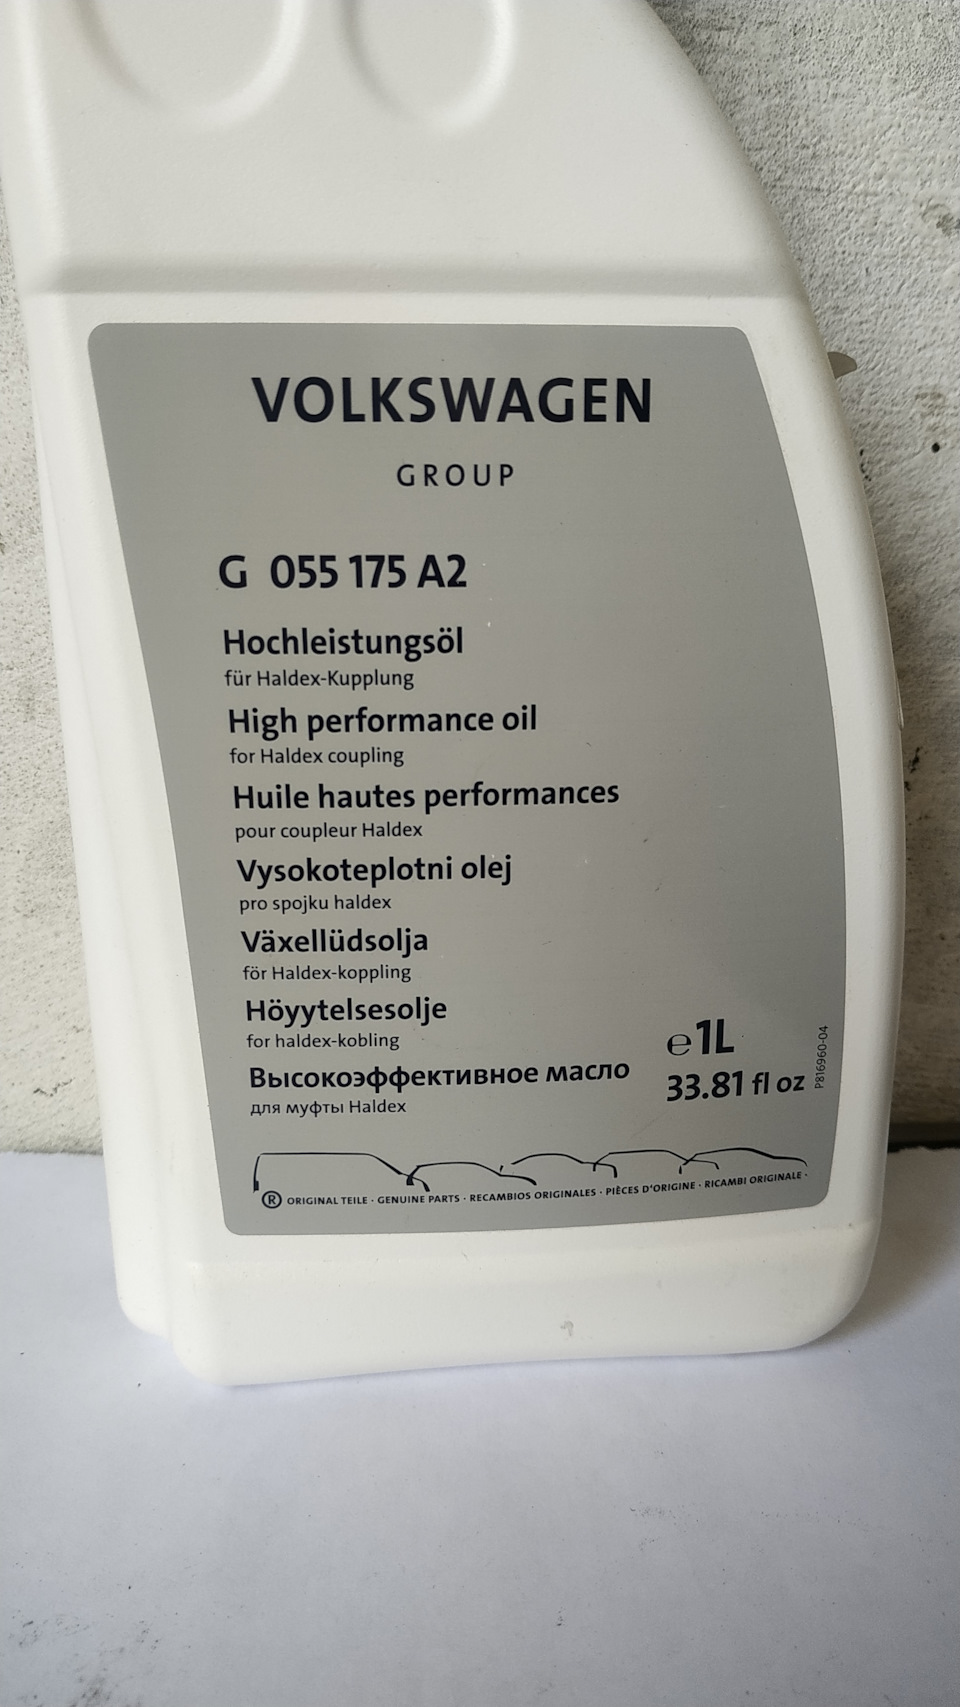 VOLKSWAGEN
GROUP
G 055 175 A2
Hochleistungsöl
für Haldex-Kupplung
High performance oil
for Haldex coupling
Huile hautes performances
pour coupleur Haldex
Vysokoteplotni olej
pro spojku haldex
Växellüdsolja
för Haldex-koppling
Höyytelsesolje
for haldex-kobling
Высокоэффективное масло
для муфты Haldex
℮1L
33.81 fl oz
P816960-04
® ORIGINAL TEILE · GENUINE PARTS · RECAMBIOS ORIGINALES · PIÈCES D'ORIGINE · RICAMBI ORIGINALE ·